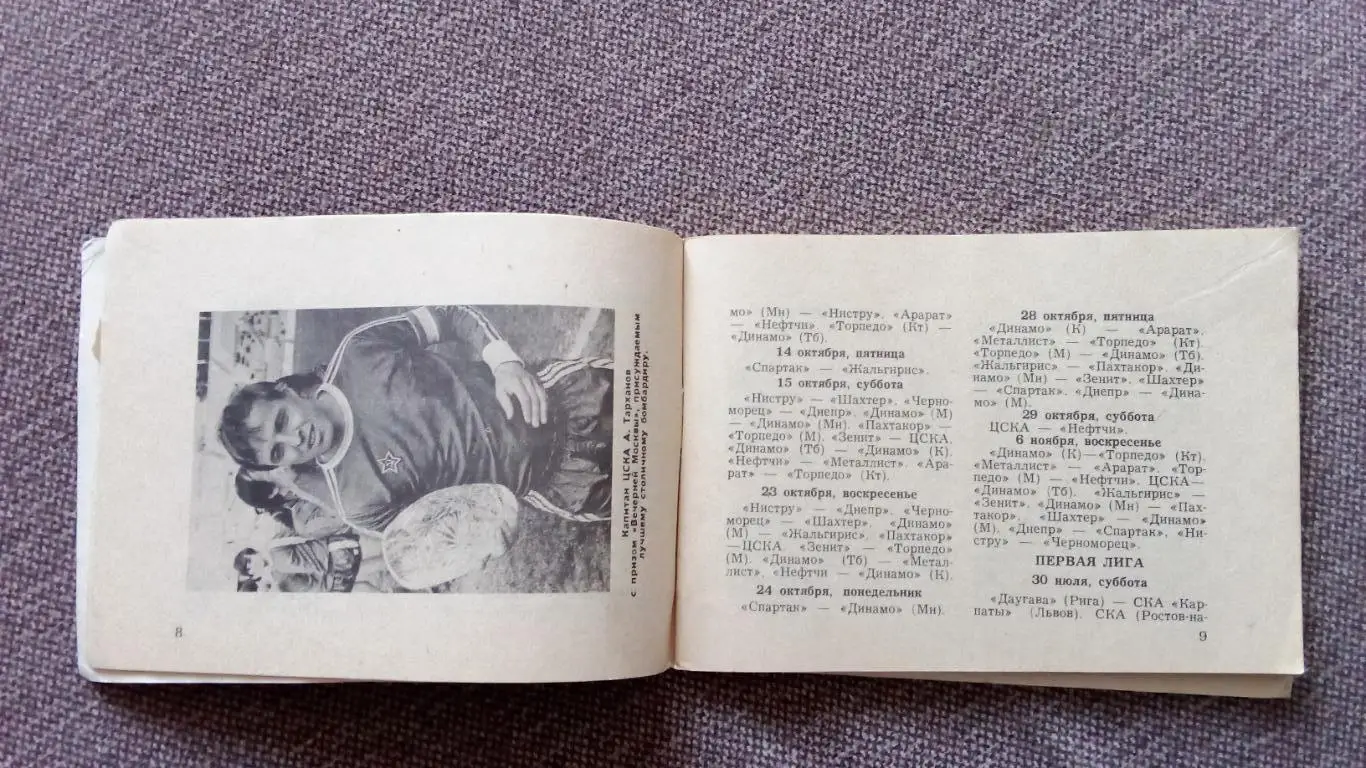 Капитан ЦСКА А. Тарханов
с призом «Вечерней Москвы», присуждаемым
лучшему столичному бомбардиру.
8
мо» (Мн) — «Нистру». «Арарат»
— «Нефтчи» «Торпедо» (Кт) —
«Динамо» (Тб).
14 октября, пятница
«Спартак» — «Жальгирис».
15 октября, суббота
«Нистру» — «Шахтер». «Черно-
морец» — «Днепр». «Динамо» (М)
— «Динамо» (Мн). «Пахтакор» —
«Торпедо» (М). «Зенит» — ЦСКА.
«Динамо» (Тб) — «Динамо» (К).
«Нефтчи» — «Металлист». «Ара-
рат» — «Торпедо» (Кт).
23 октября, воскресенье
«Нистру» — «Днепр». «Черно-
морец» — «Шахтер». «Динамо»
(М) — «Жальгирис». «Пахтакор»
—ЦСКА. «Зенит» — «Торпедо»
(М). «Динамо» (Тб) — «Метал-
лист». «Нефтчи — «Динамо» (К).
24 октября, понедельник
«Спартак» — «Динамо» (Мн).
28 октября, пятница
«Динамо» (К) — «Арарат».
«Металлист» — «Торпедо» (Кт).
«Торпедо» (М) — «Динамо» (Тб).
«Жальгирис» — «Пахтакор». «Ди-
намо» (Мн) — «Зенит». «Шахтер»
— «Спартак». «Днепр» — «Дина-
мо» (М).
29 октября, суббота
ЦСКА — «Нефтчи».
6 ноября, воскресенье
«Динамо» (К)—«Торпедо» (Кт).
«Металлист» — «Арарат». «Тор-
педо» (М) — «Нефтчи». ЦСКА—
«Динамо» (Тб). «Жальгирис» —
«Зенит». «Динамо» (Мн) — «Пах-
такор». «Шахтер» — «Динамо»
(М). «Днепр» — «Спартак», «Ни-
стру» — «Черноморец».
ПЕРВАЯ ЛИГА
30 июля, суббота
«Даугава» (Рига) — СКА «Кар-
паты» (Львов). СКА (Ростов-на-
9